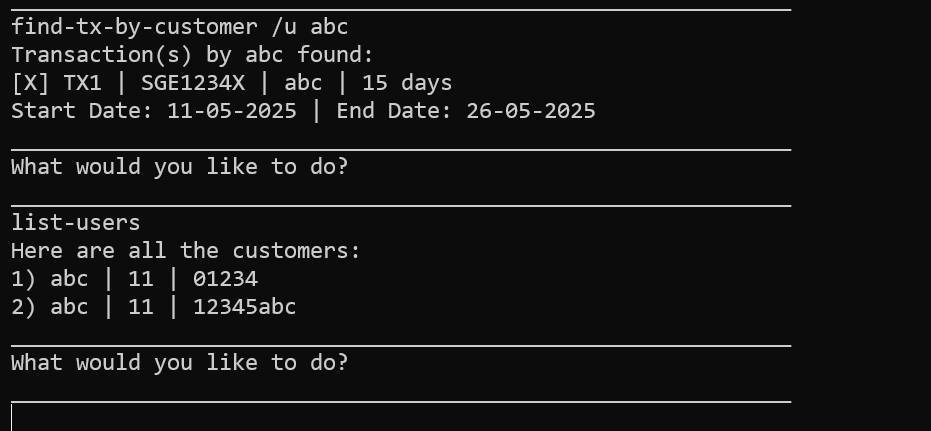 find-tx-by-customer /u abc
Transaction(s) by abc found:
[X] TX1 | SGE1234X | abc | 15 days
Start Date: 11-05-2025 | End Date: 26-05-2025
What would you like to do?
list-users
Here are all the customers:
1) abc | 11 | 01234
2) abc | 11 | 12345abc
What would you like to do?